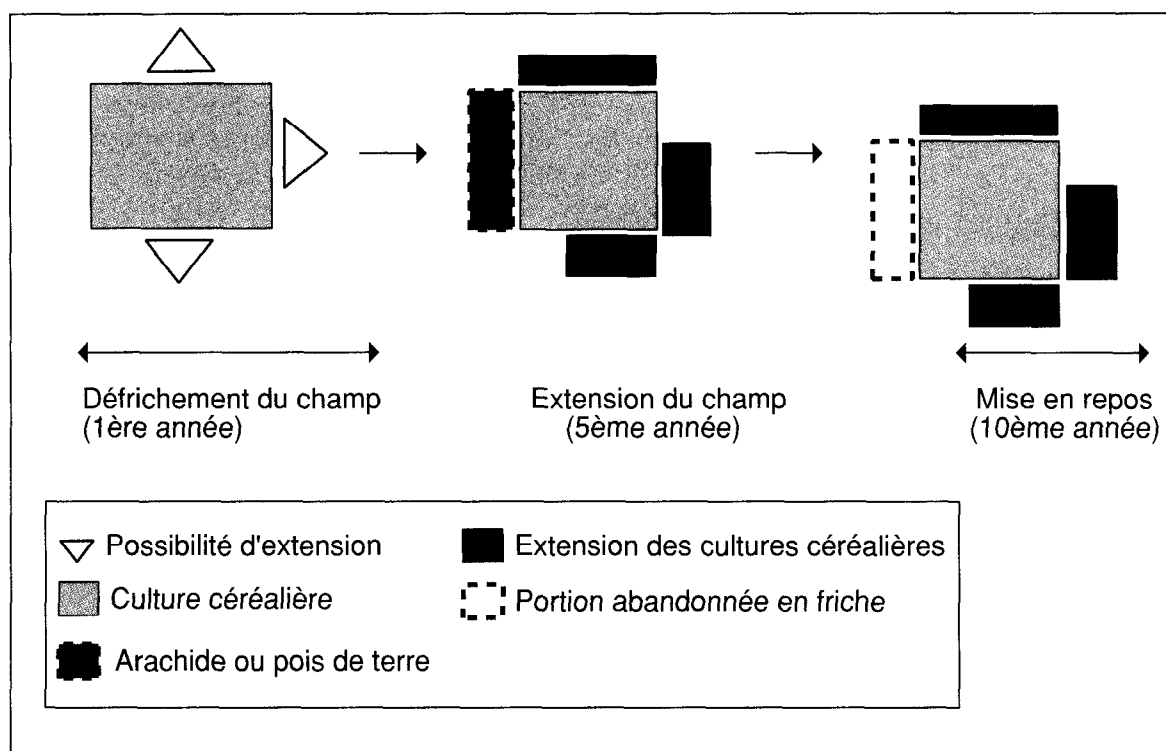 Défrichement du champ
(1ère année)
Extension du champ
(5ème année)
Mise en repos
(10ème année)
Possibilité d'extension
Extension des cultures céréalières
Culture céréalière
Portion abandonnée en friche
Arachide ou pois de terre